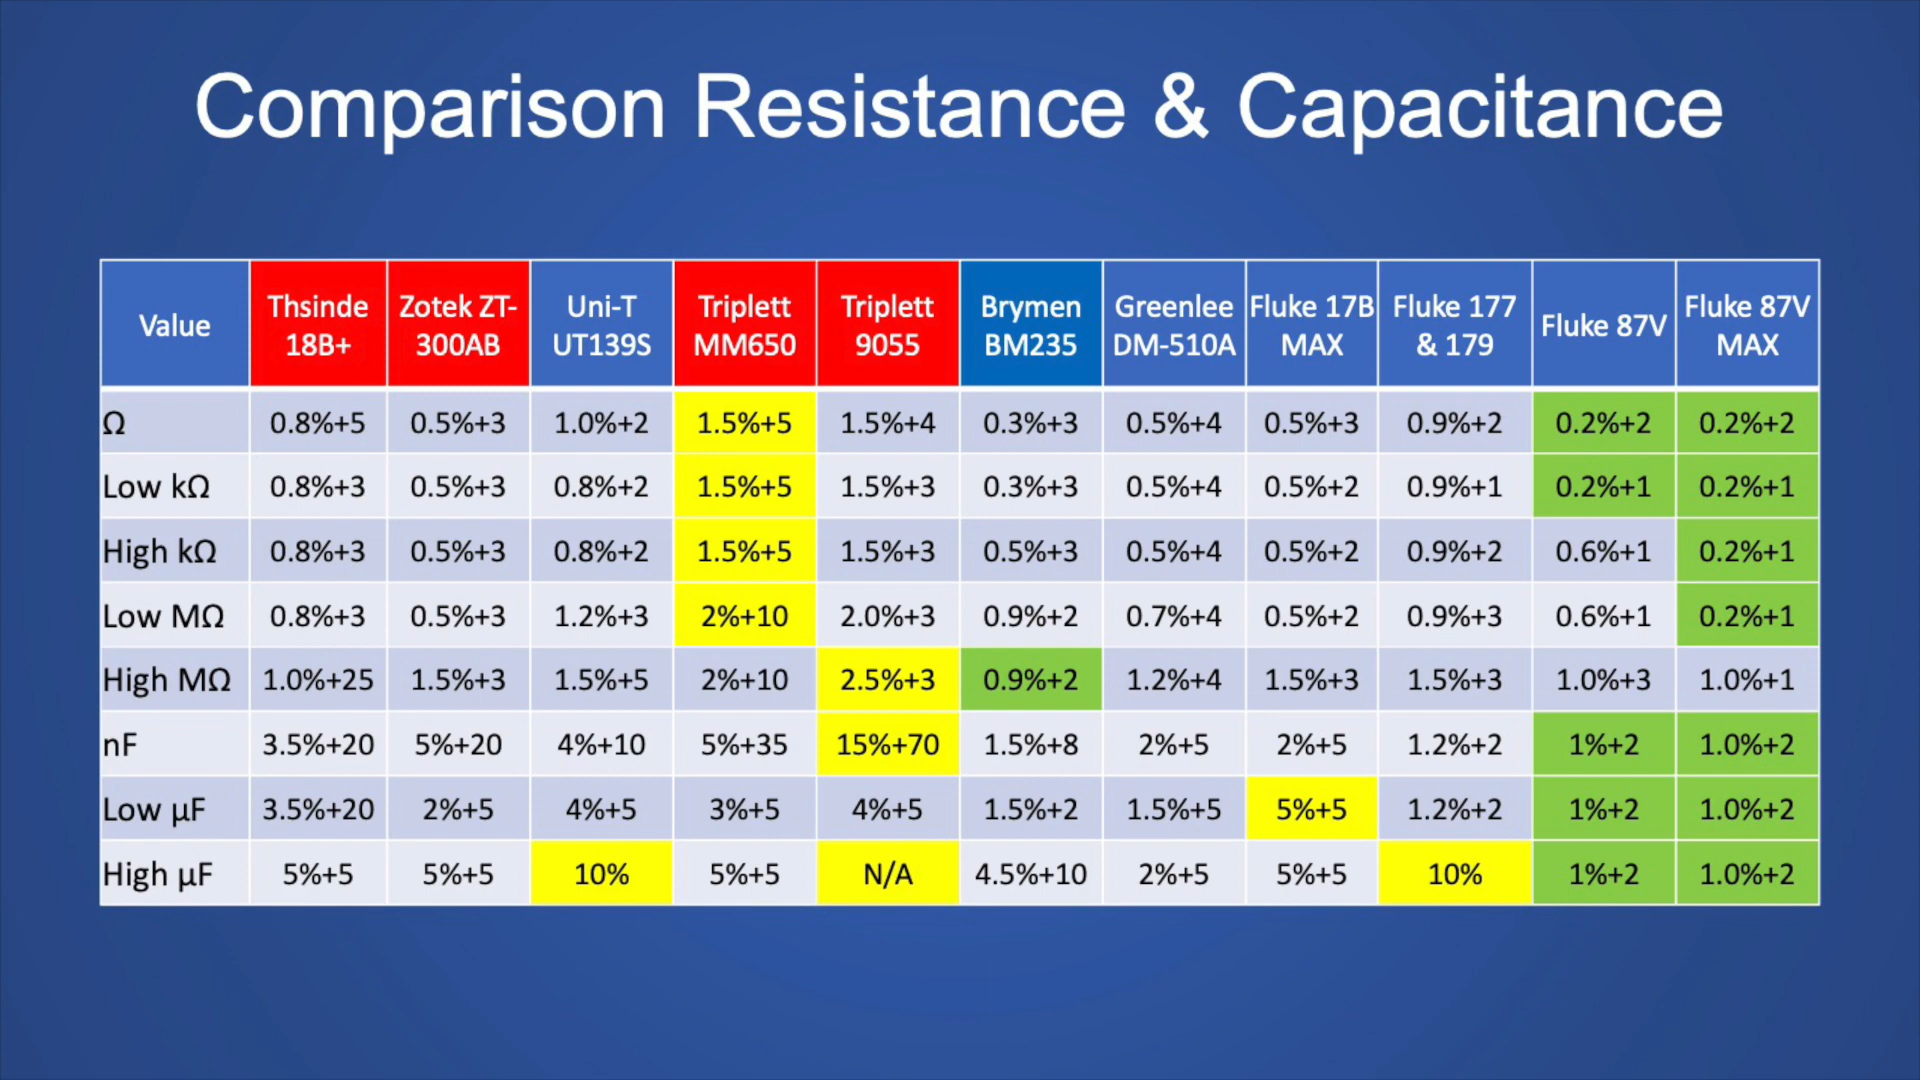 Comparison Resistance & Capacitance
Value Thsinde 18B+ Zotek ZT-300AB Uni-T UT139S Triplett MM650 Triplett 9055 Brymen BM235 Greenlee DM-510A Fluke 17B MAX Fluke 177 & 179 Fluke 87V Fluke 87V MAX
Ω 0.8%+5 0.5%+3 1.0%+2 1.5%+5 1.5%+4 0.3%+3 0.5%+4 0.5%+3 0.9%+2 0.2%+2 0.2%+2
Low kΩ 0.8%+3 0.5%+3 0.8%+2 1.5%+5 1.5%+3 0.3%+3 0.5%+4 0.5%+2 0.9%+1 0.2%+1 0.2%+1
High kΩ 0.8%+3 0.5%+3 0.8%+2 1.5%+5 1.5%+3 0.5%+3 0.5%+4 0.5%+2 0.9%+2 0.6%+1 0.2%+1
Low MΩ 0.8%+3 0.5%+3 1.2%+3 2%+10 2.0%+3 0.9%+2 0.7%+4 0.5%+2 0.9%+3 0.6%+1 0.2%+1
High MΩ 1.0%+25 1.5%+3 1.5%+5 2%+10 2.5%+3 0.9%+2 1.2%+4 1.5%+3 1.5%+3 1.0%+3 1.0%+1
nF 3.5%+20 5%+20 4%+10 5%+35 15%+70 1.5%+8 2%+5 2%+5 1.2%+2 1%+2 1.0%+2
Low µF 3.5%+20 2%+5 4%+5 3%+5 4%+5 1.5%+2 1.5%+5 5%+5 1.2%+2 1%+2 1.0%+2
High µF 5%+5 5%+5 10% 5%+5 N/A 4.5%+10 2%+5 5%+5 10% 1%+2 1.0%+2